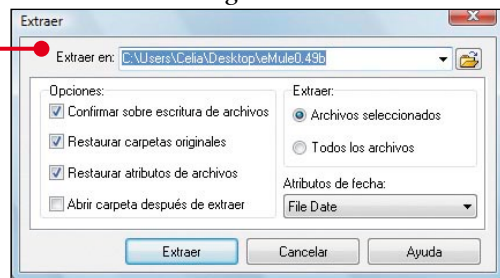 Extraer
Extraer en: C:\Users\Celia\Desktop\eMule0.49b
Opciones:
Confirmar sobre escritura de archivos
Restaurar carpetas originales
Restaurar atributos de archivos
Abrir carpeta después de extraer
Extraer:
Archivos seleccionados
Todos los archivos
Atributos de fecha:
File Date
Extraer
Cancelar
Ayuda